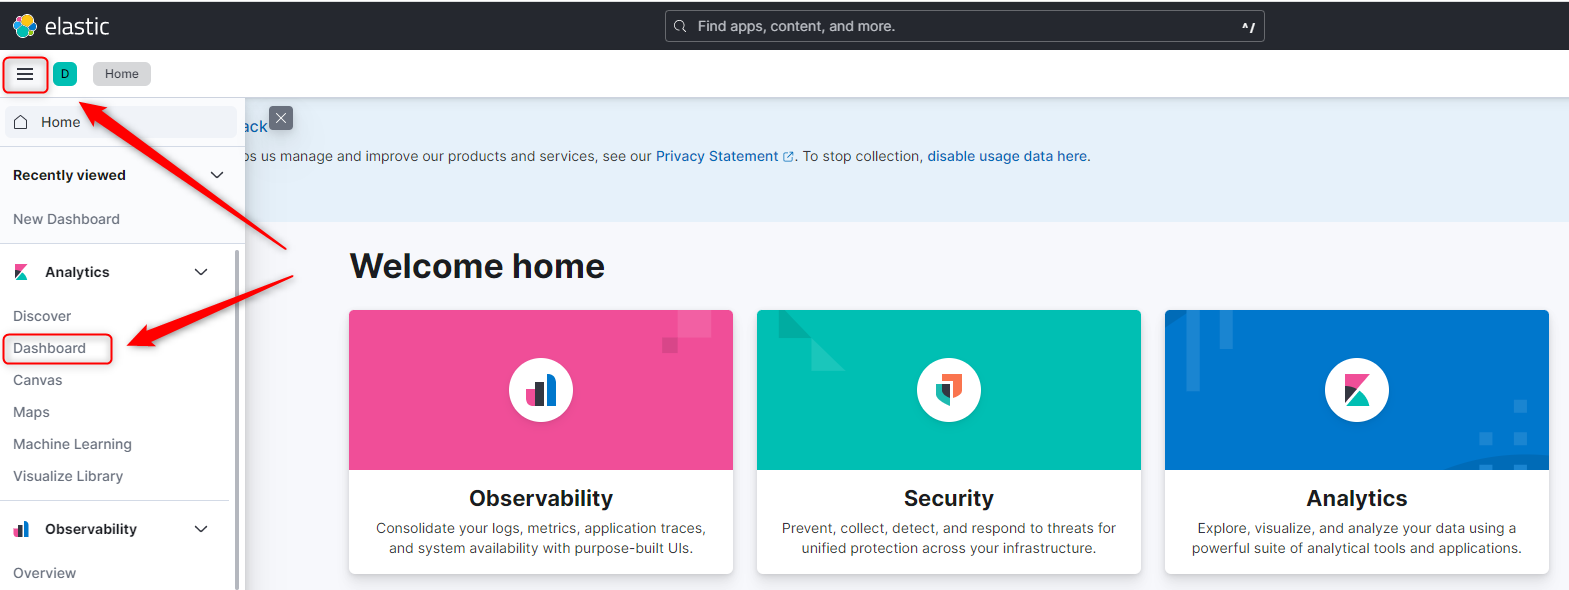 elastic
Find apps, content, and more.
^/
D
Home
Home
ack
os us manage and improve our products and services, see our Privacy Statement. To stop collection, disable usage data here.
Recently viewed
New Dashboard
Analytics
Discover
Dashboard
Canvas
Maps
Machine Learning
Visualize Library
Observability
Overview
Welcome home
Observability
Consolidate your logs, metrics, application traces,
and system availability with purpose-built UIs.
Security
Prevent, collect, detect, and respond to threats for
unified protection across your infrastructure.
Analytics
Explore, visualize, and analyze your data using a
powerful suite of analytical tools and applications.